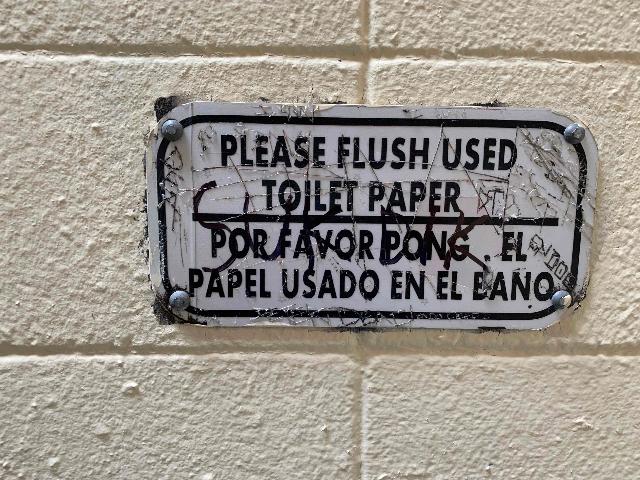 PLEASE FLUSH USED
TOILET PAPER
POR FAVOR PONG . EL
PAPEL USADO EN EL BAÑO